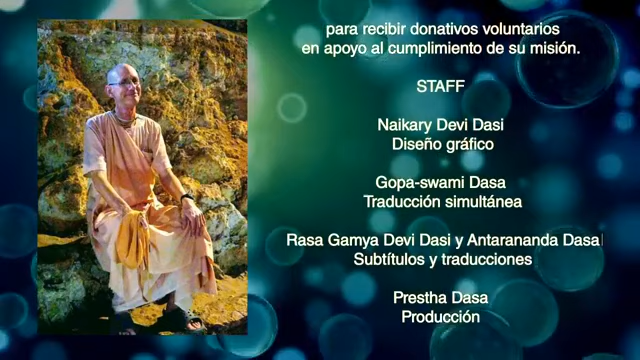 para recibir donativos voluntarios
en apoyo al cumplimiento de su misión.
STAFF
Naikary Devi Dasi
Diseño gráfico
Gopa-swami Dasa
Traducción simultánea
Rasa Gamya Devi Dasi y Antarananda Dasa
Subtítulos y traducciones
Prestha Dasa
Producción